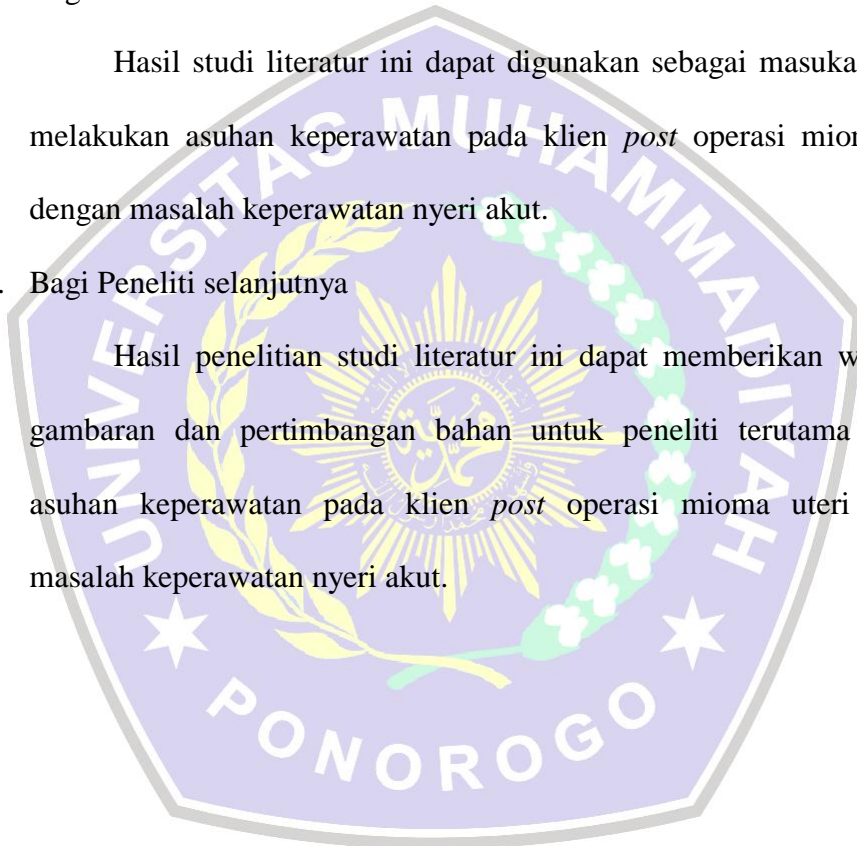 Hasil studi literatur ini dapat digunakan sebagai
melakukan asuhan keperawatan pada klien post operasi
dengan masalah keperawatan nyeri akut.
Bagi Peneliti selanjutnya
Hasil penelitian studi literatur ini dapat memberikan
gambaran dan pertimbangan bahan untuk peneliti terutama
asuhan keperawatan pada klien post operasi mioma uteri
masalah keperawatan nyeri akut.
UNIVERSITAS MUHAMMADIYAH
PONOROGO